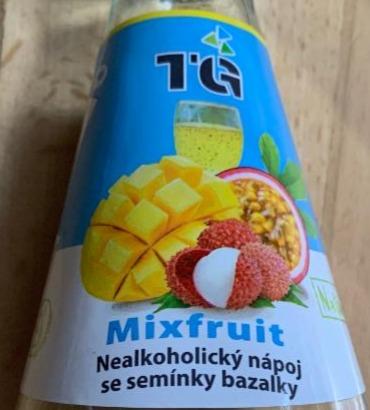 TG
Mixfruit
Nealkoholický nápoj
se semínky bazalky